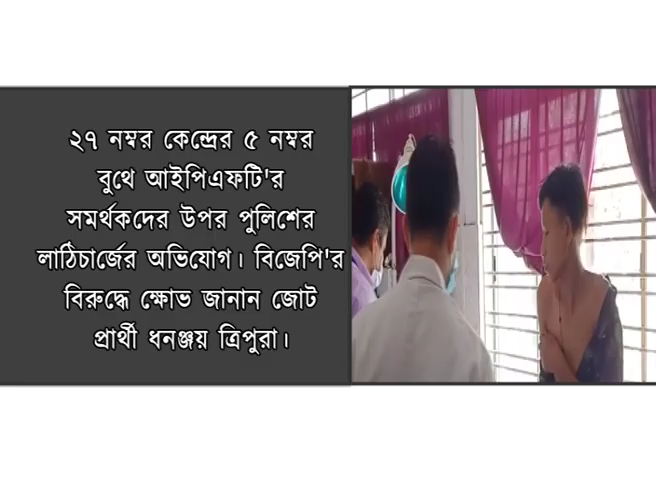 ২৭ নম্বর কেন্দ্রের ৫ নম্বর
বুথে আইপিএফটি'র
সমর্থকদের উপর পুলিশের
লাঠিচার্জের অভিযোগ। বিজেপি'র
বিরুদ্ধে ক্ষোভ জানান জোট
প্রার্থী ধনঞ্জয় ত্রিপুরা।